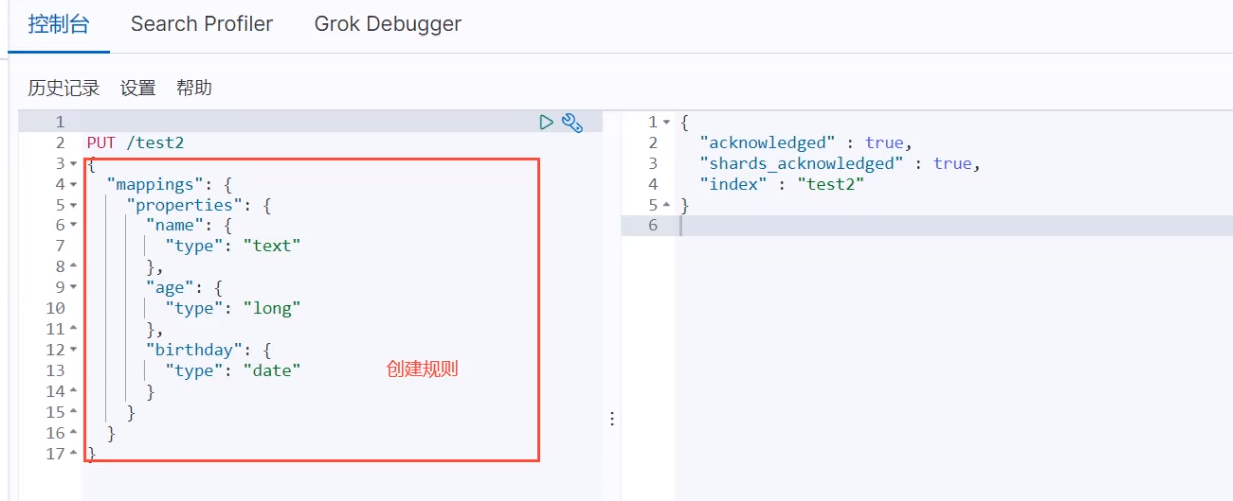 控制台 Search Profiler Grok Debugger
历史记录 设置 帮助
1
2 PUT /test2
3 {
4 "mappings": {
5 "properties": {
6 "name": {
7 "type": "text"
8 },
9 "age": {
10 "type": "long"
11 },
12 "birthday": {
13 "type": "date" 创建规则
14 }
15 }
16 }
17 }
1 {
2 "acknowledged" : true,
3 "shards_acknowledged" : true,
4 "index" : "test2"
5 }
6